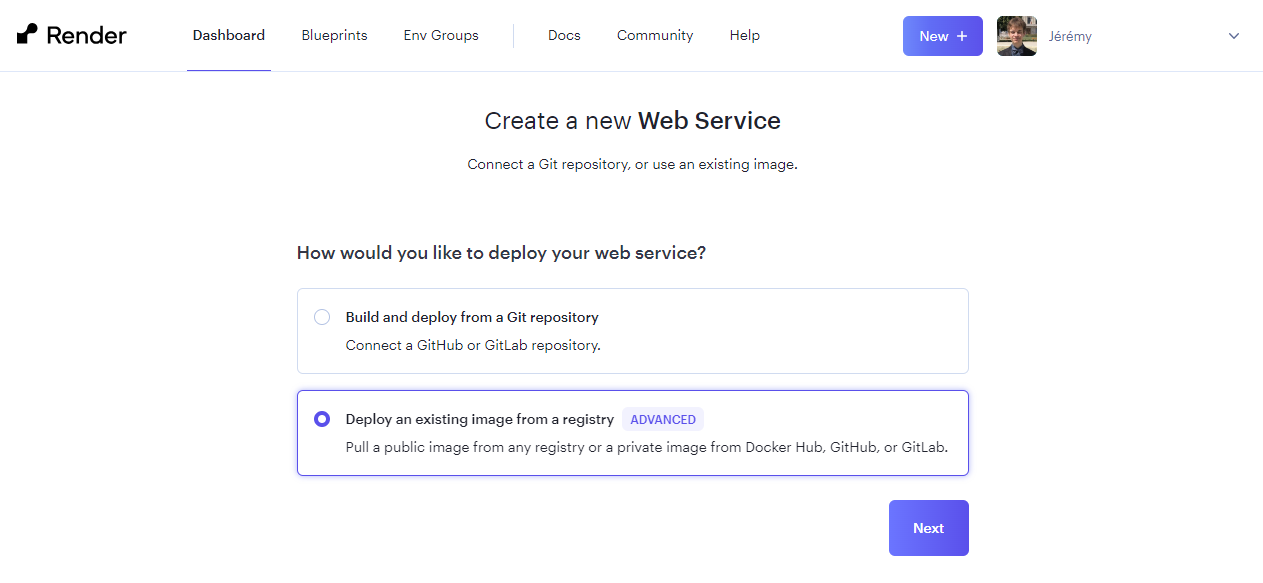 Render
Dashboard
Blueprints
Env Groups
Docs
Community
Help
New +
Jérémy
Create a new Web Service
Connect a Git repository, or use an existing image.
How would you like to deploy your web service?
Build and deploy from a Git repository
Connect a GitHub or GitLab repository.
Deploy an existing image from a registry ADVANCED
Pull a public image from any registry or a private image from Docker Hub, GitHub, or GitLab.
Next